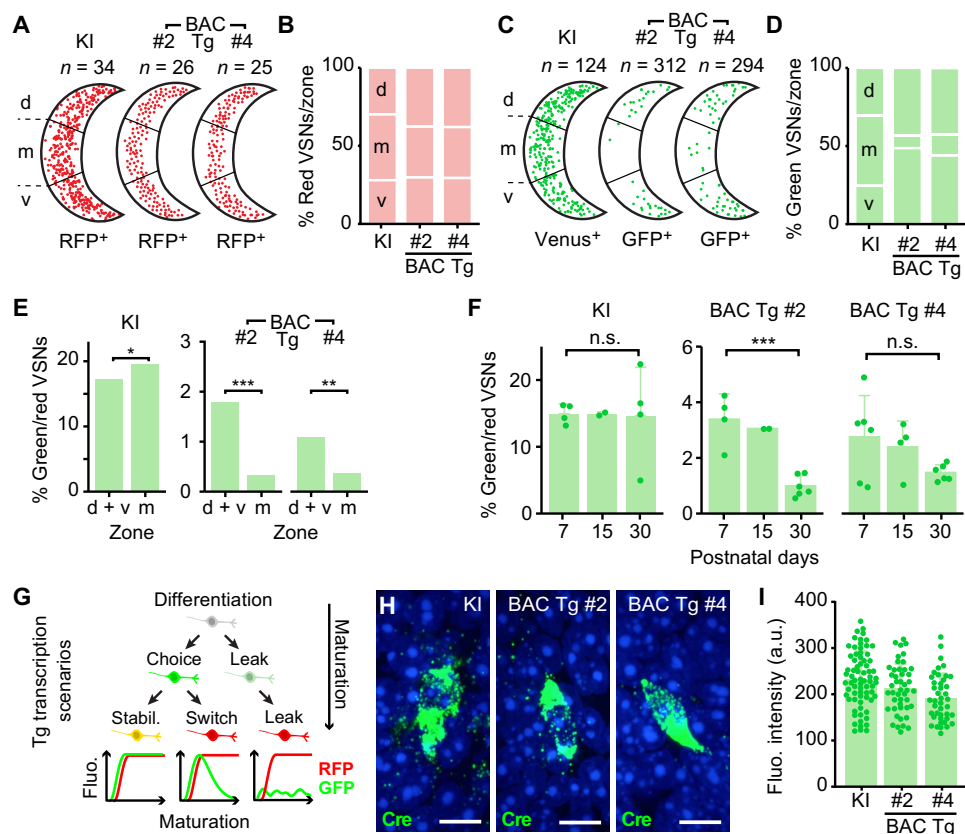 A
KI
n = 34
BAC
#2 Tg #4
n = 26 n = 25
d
m
v
RFP+ RFP+ RFP+
B
% Red VSNs/zone
100
50
0
d
m
v
KI #2 #4
BAC Tg
C
KI
n = 124
BAC
#2 Tg #4
n = 312 n = 294
d
m
v
Venus+ GFP+ GFP+
D
% Green VSNs/zone
100
50
0
d
m
v
KI #2 #4
BAC Tg
E
% Green/red VSNs
KI
20
10
0
*
d + v m
Zone
BAC
#2 Tg #4
3
2
1
0
*** **
d + v m d + v m
Zone
F
% Green/red VSNs
KI
20
10
0
n.s.
7 15 30
BAC Tg #2
6
4
2
0
***
7 15 30
BAC Tg #4
n.s.
7 15 30
Postnatal days
G
Tg transcription
scenarios
Differentiation
Choice Leak
Stabil. Switch Leak
Maturation
Fluo.
RFP
GFP
Maturation
H
KI
BAC Tg #2
BAC Tg #4
Cre Cre Cre
I
Fluo. intensity (a.u.)
400
300
200
100
0
KI #2 #4
BAC Tg